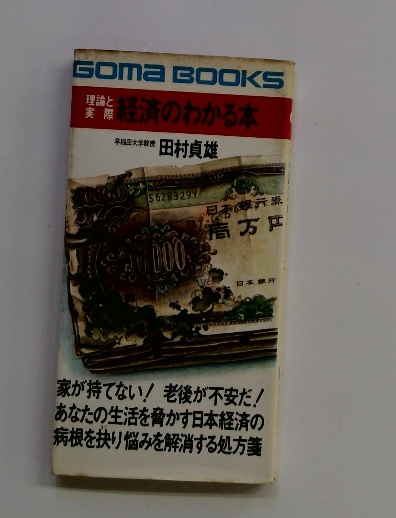 GOMA BOOKS
理論と
実際
経済のわかる本
早稲田大学教授 田村貞雄
S628329Y
日本銀行券
壱万円
10000
日本銀行
家が持てない! 老後が不安だ!
あなたの生活を脅かす日本経済の
病根を抉り悩みを解消する処方箋